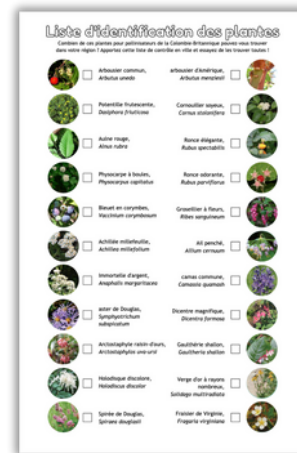 Liste d'identification des plantes
Combien de ces plantes pour pollinisateurs de la Colombie-Britannique pouvez-vous trouver
dans votre région ? Apportez cette liste de contrôle en ville et essayez de les trouver toutes !
Arbousier commun,
Arbutus unedo
arbousier d'Amérique,
Arbutus menziesii
Potentille frutescente,
Dasiphora fruticosa
Cornouiller soyeux,
Cornus stolonifera
Aulne rouge,
Alnus rubra
Ronce élégante,
Rubus spectabilis
Physocarpe à boules,
Physocarpus capitatus
Ronce odorante,
Rubus parviflorus
Bleuet en corymbes,
Vaccinium corymbosum
Groseillier à fleurs,
Ribes sanguineum
Achillée millefeuille,
Achillea millefolium
Ail penché,
Allium cernuum
Immortelle d'argent,
Anaphalis margaritacea
camas commune,
Camassia quamash
aster de Douglas,
Symphyotrichum
subspicatum
Dicentre magnifique,
Dicentra formosa
Arctostaphyle raisin-d'ours,
Arctostaphylos uva-ursi
Gaulthérie shallon,
Gaultheria shallon
Holodisque discolore,
Holodiscus discolor
Verge d'or à rayons
nombreux,
Solidago multiradiata
Spirée de Douglas,
Spiraea douglasii
Fraisier de Virginie,
Fragaria virginiana